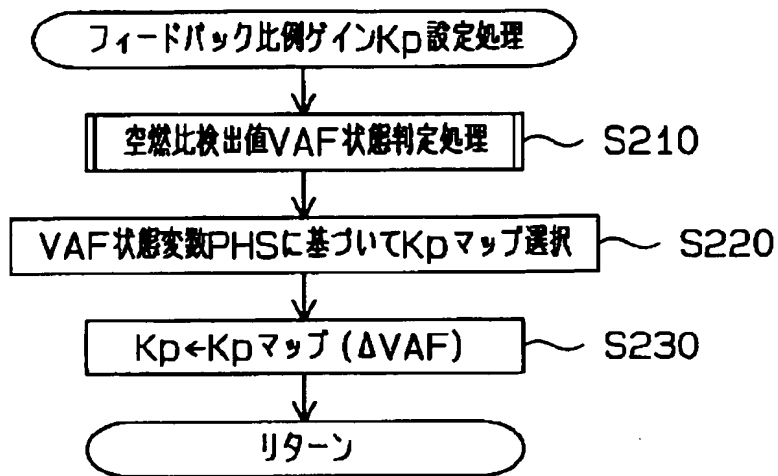 フィードバック比例ゲインKp設定処理
空燃比検出値VAF状態判定処理
S210
VAF状態変数PHSに基づいてKpマップ選択
S220
Kp←Kpマップ(ΔVAF)
S230
リターン